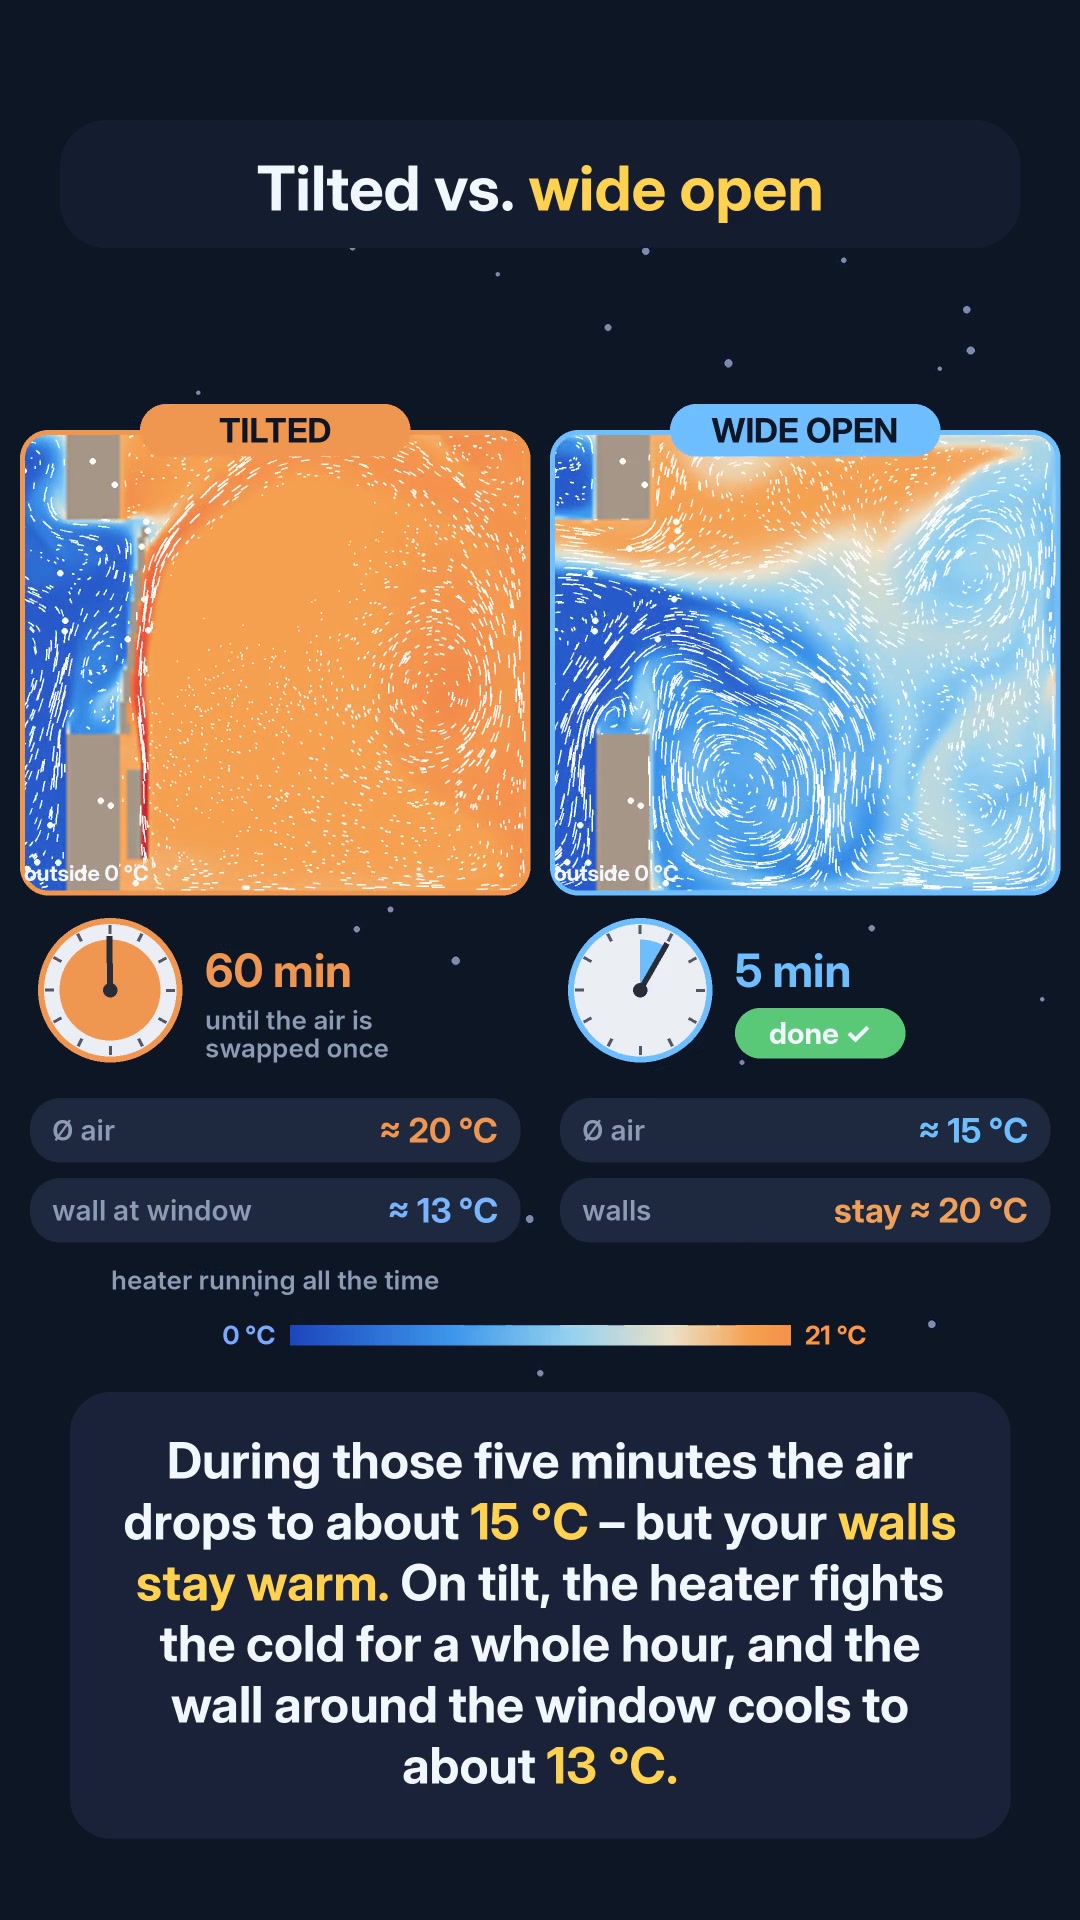 Tilted vs. wide open
TILTED
WIDE OPEN
outside 0 °C
outside 0 °C
60 min
until the air is
swapped once
5 min
done ✓
Ø air
≈ 20 °C
Ø air
≈ 15 °C
wall at window
≈ 13 °C
walls
stay ≈ 20 °C
heater running all the time
0 °C
21 °C
During those five minutes the air
drops to about 15 °C – but your walls
stay warm. On tilt, the heater fights
the cold for a whole hour, and the
wall around the window cools to
about 13 °C.